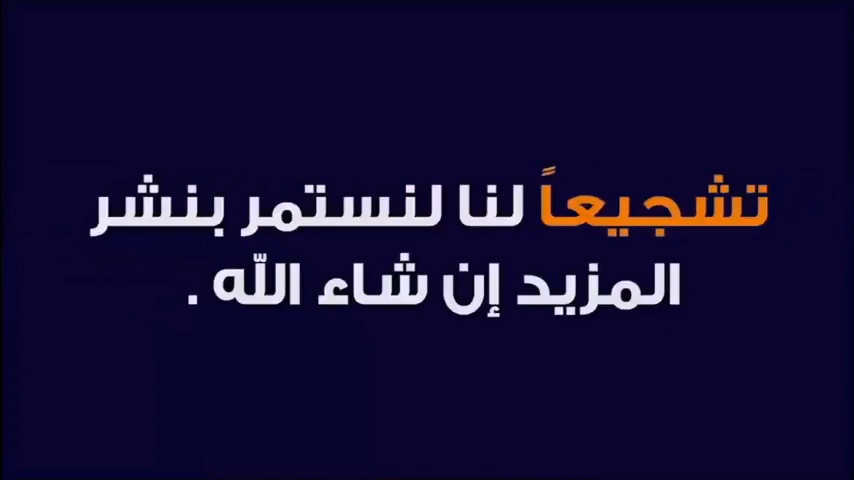 تشجيعاً لنا لنستمر بنشر
المزيد إن شاء الله .